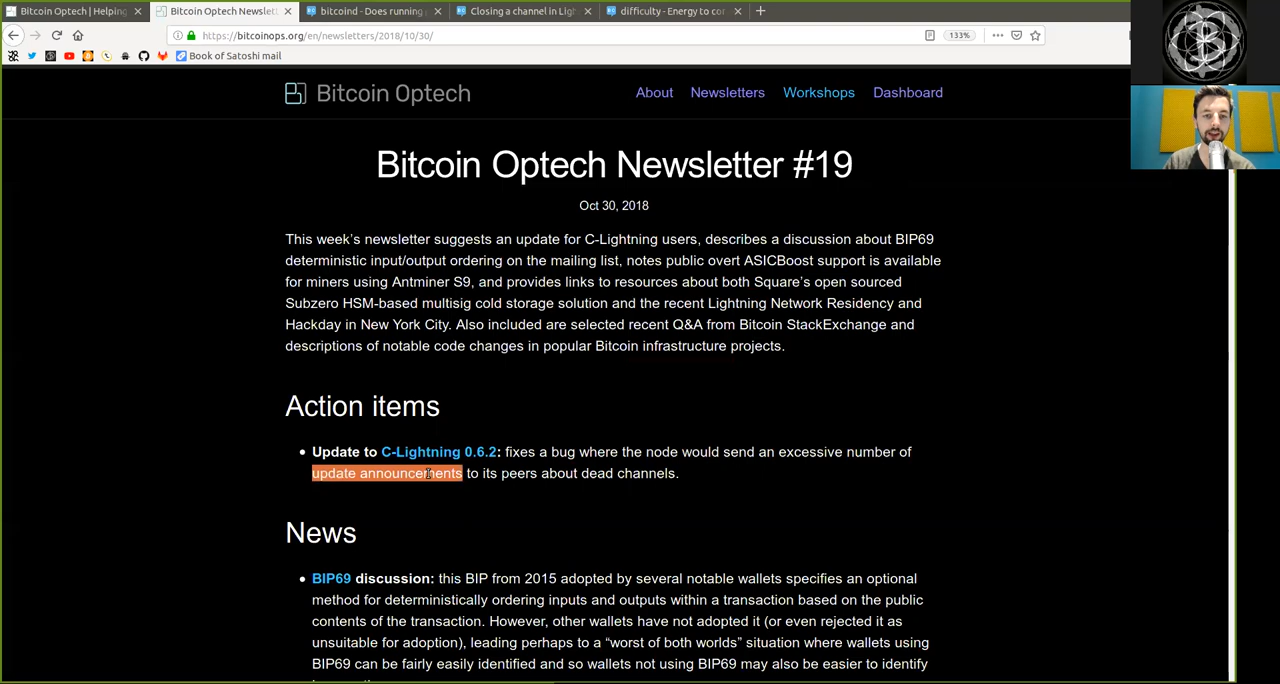 Bitcoin Optech | Helping
Bitcoin Optech Newslett
bitcoind - Does running
Closing a channel in Ligh
difficulty - Energy to co
https://bitcoinops.org/en/newsletters/2018/10/30/
133%
Book of Satoshi mail
Bitcoin Optech
About Newsletters Workshops Dashboard
Bitcoin Optech Newsletter #19
Oct 30, 2018
This week's newsletter suggests an update for C-Lightning users, describes a discussion about BIP69
deterministic input/output ordering on the mailing list, notes public overt ASICBoost support is available
for miners using Antminer S9, and provides links to resources about both Square's open sourced
Subzero HSM-based multisig cold storage solution and the recent Lightning Network Residency and
Hackday in New York City. Also included are selected recent Q&A from Bitcoin StackExchange and
descriptions of notable code changes in popular Bitcoin infrastructure projects.
Action items
• Update to C-Lightning 0.6.2: fixes a bug where the node would send an excessive number of
update announcements to its peers about dead channels.
News
• BIP69 discussion: this BIP from 2015 adopted by several notable wallets specifies an optional
method for deterministically ordering inputs and outputs within a transaction based on the public
contents of the transaction. However, other wallets have not adopted it (or even rejected it as
unsuitable for adoption), leading perhaps to a “worst of both worlds” situation where wallets using
BIP69 can be fairly easily identified and so wallets not using BIP69 may also be easier to identify